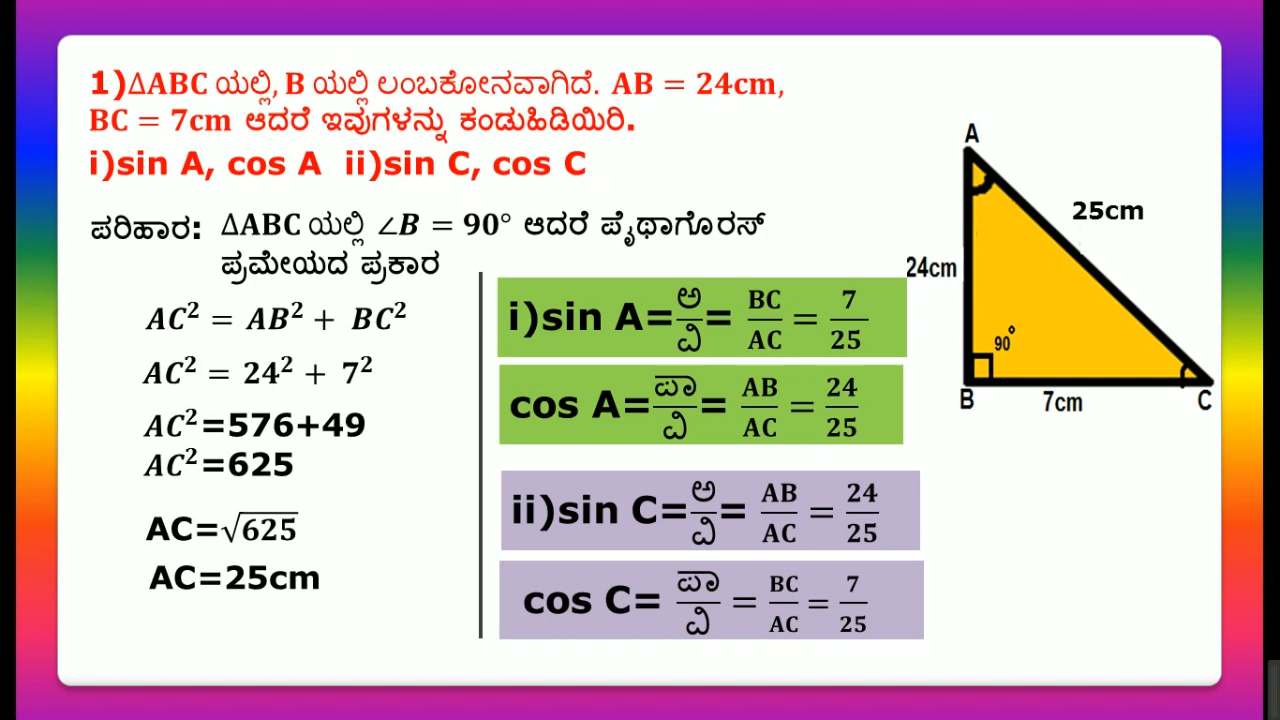 1)∆ABC ಯಲ್ಲಿ, B ಯಲ್ಲಿ ಲಂಬಕೋನವಾಗಿದೆ. AB = 24cm,
BC = 7cm ಆದರೆ ಇವುಗಳನ್ನು ಕಂಡುಹಿಡಿಯಿರಿ.
i)sin A, cos A ii)sin C, cos C
ಪರಿಹಾರ: ∆ABC ಯಲ್ಲಿ ∠B = 90° ಆದರೆ ಪೈಥಾಗೊರಸ್
ಪ್ರಮೇಯದ ಪ್ರಕಾರ
AC² = AB² + BC²
AC² = 24² + 7²
AC²=576+49
AC²=625
AC=√625
AC=25cm
i)sin A=ಅ/ವಿ= BC/AC = 7/25
cos A=ಪಾ/ವಿ= AB/AC = 24/25
ii)sin C=ಅ/ವಿ= AB/AC = 24/25
cos C= ಪಾ/ವಿ = BC/AC = 7/25
A
25cm
24cm
90°
B
7cm
C